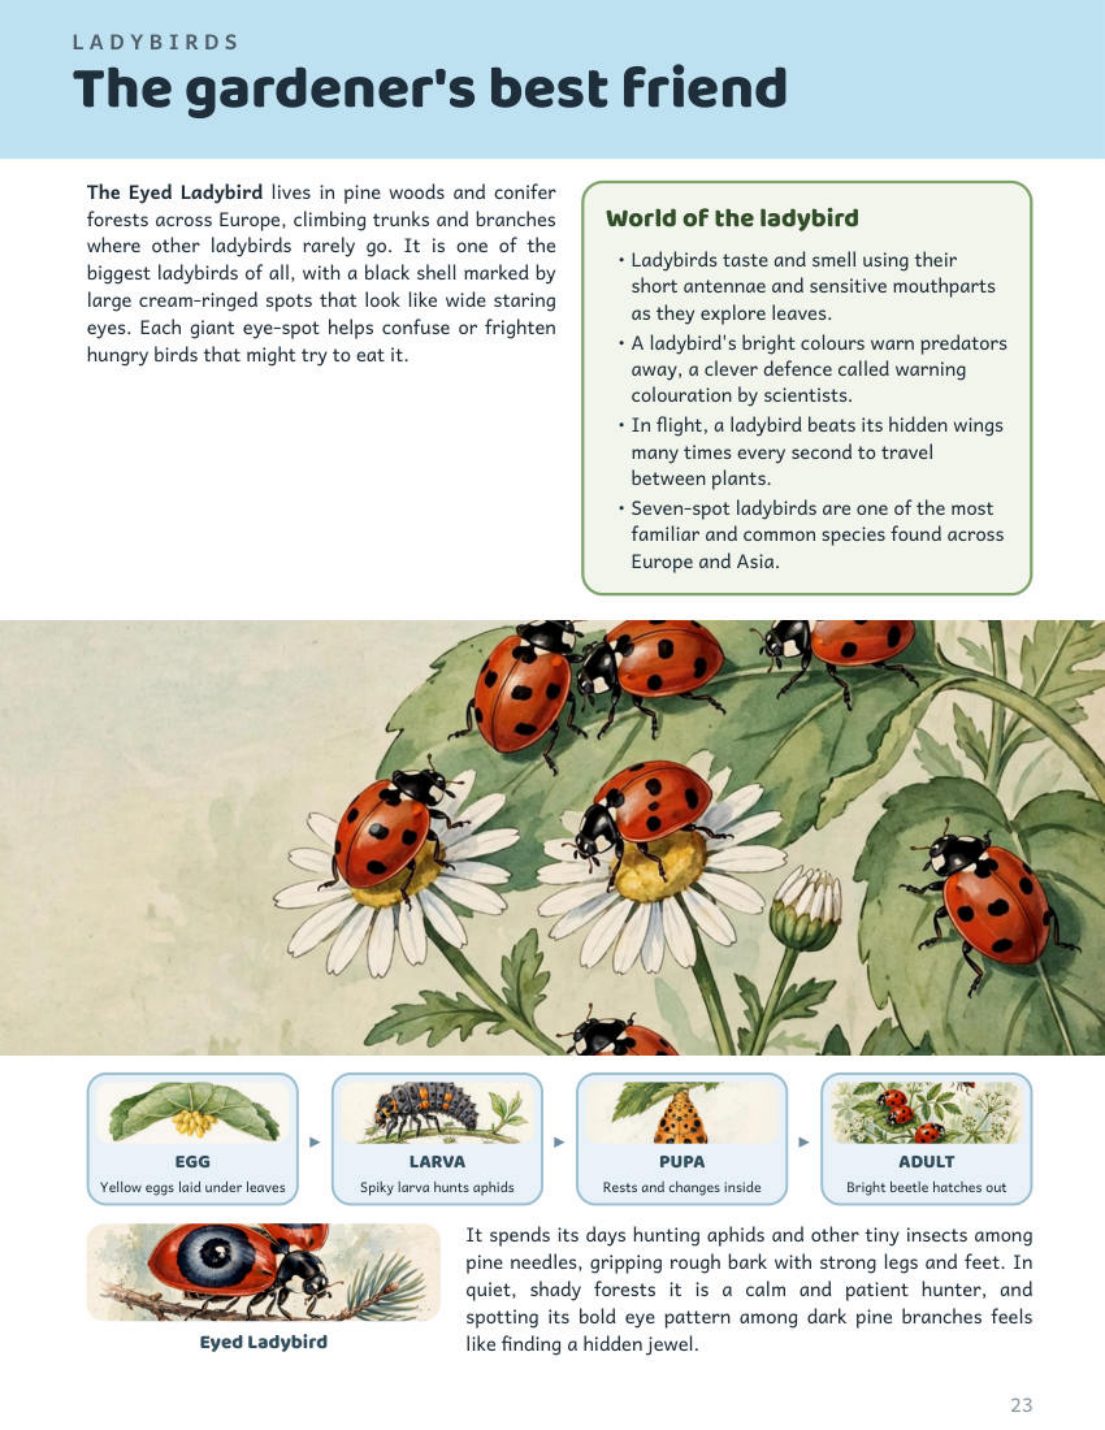 LADYBIRDS
The gardener's best friend
The Eyed Ladybird lives in pine woods and conifer
forests across Europe, climbing trunks and branches
where other ladybirds rarely go. It is one of the
biggest ladybirds of all, with a black shell marked by
large cream-ringed spots that look like wide staring
eyes. Each giant eye-spot helps confuse or frighten
hungry birds that might try to eat it.
World of the ladybird
• Ladybirds taste and smell using their
short antennae and sensitive mouthparts
as they explore leaves.
• A ladybird's bright colours warn predators
away, a clever defence called warning
colouration by scientists.
• In flight, a ladybird beats its hidden wings
many times every second to travel
between plants.
• Seven-spot ladybirds are one of the most
familiar and common species found across
Europe and Asia.
EGG
Yellow eggs laid under leaves
LARVA
Spiky larva hunts aphids
PUPA
Rests and changes inside
ADULT
Bright beetle hatches out
Eyed Ladybird
It spends its days hunting aphids and other tiny insects among
pine needles, gripping rough bark with strong legs and feet. In
quiet, shady forests it is a calm and patient hunter, and
spotting its bold eye pattern among dark pine branches feels
like finding a hidden jewel.
23